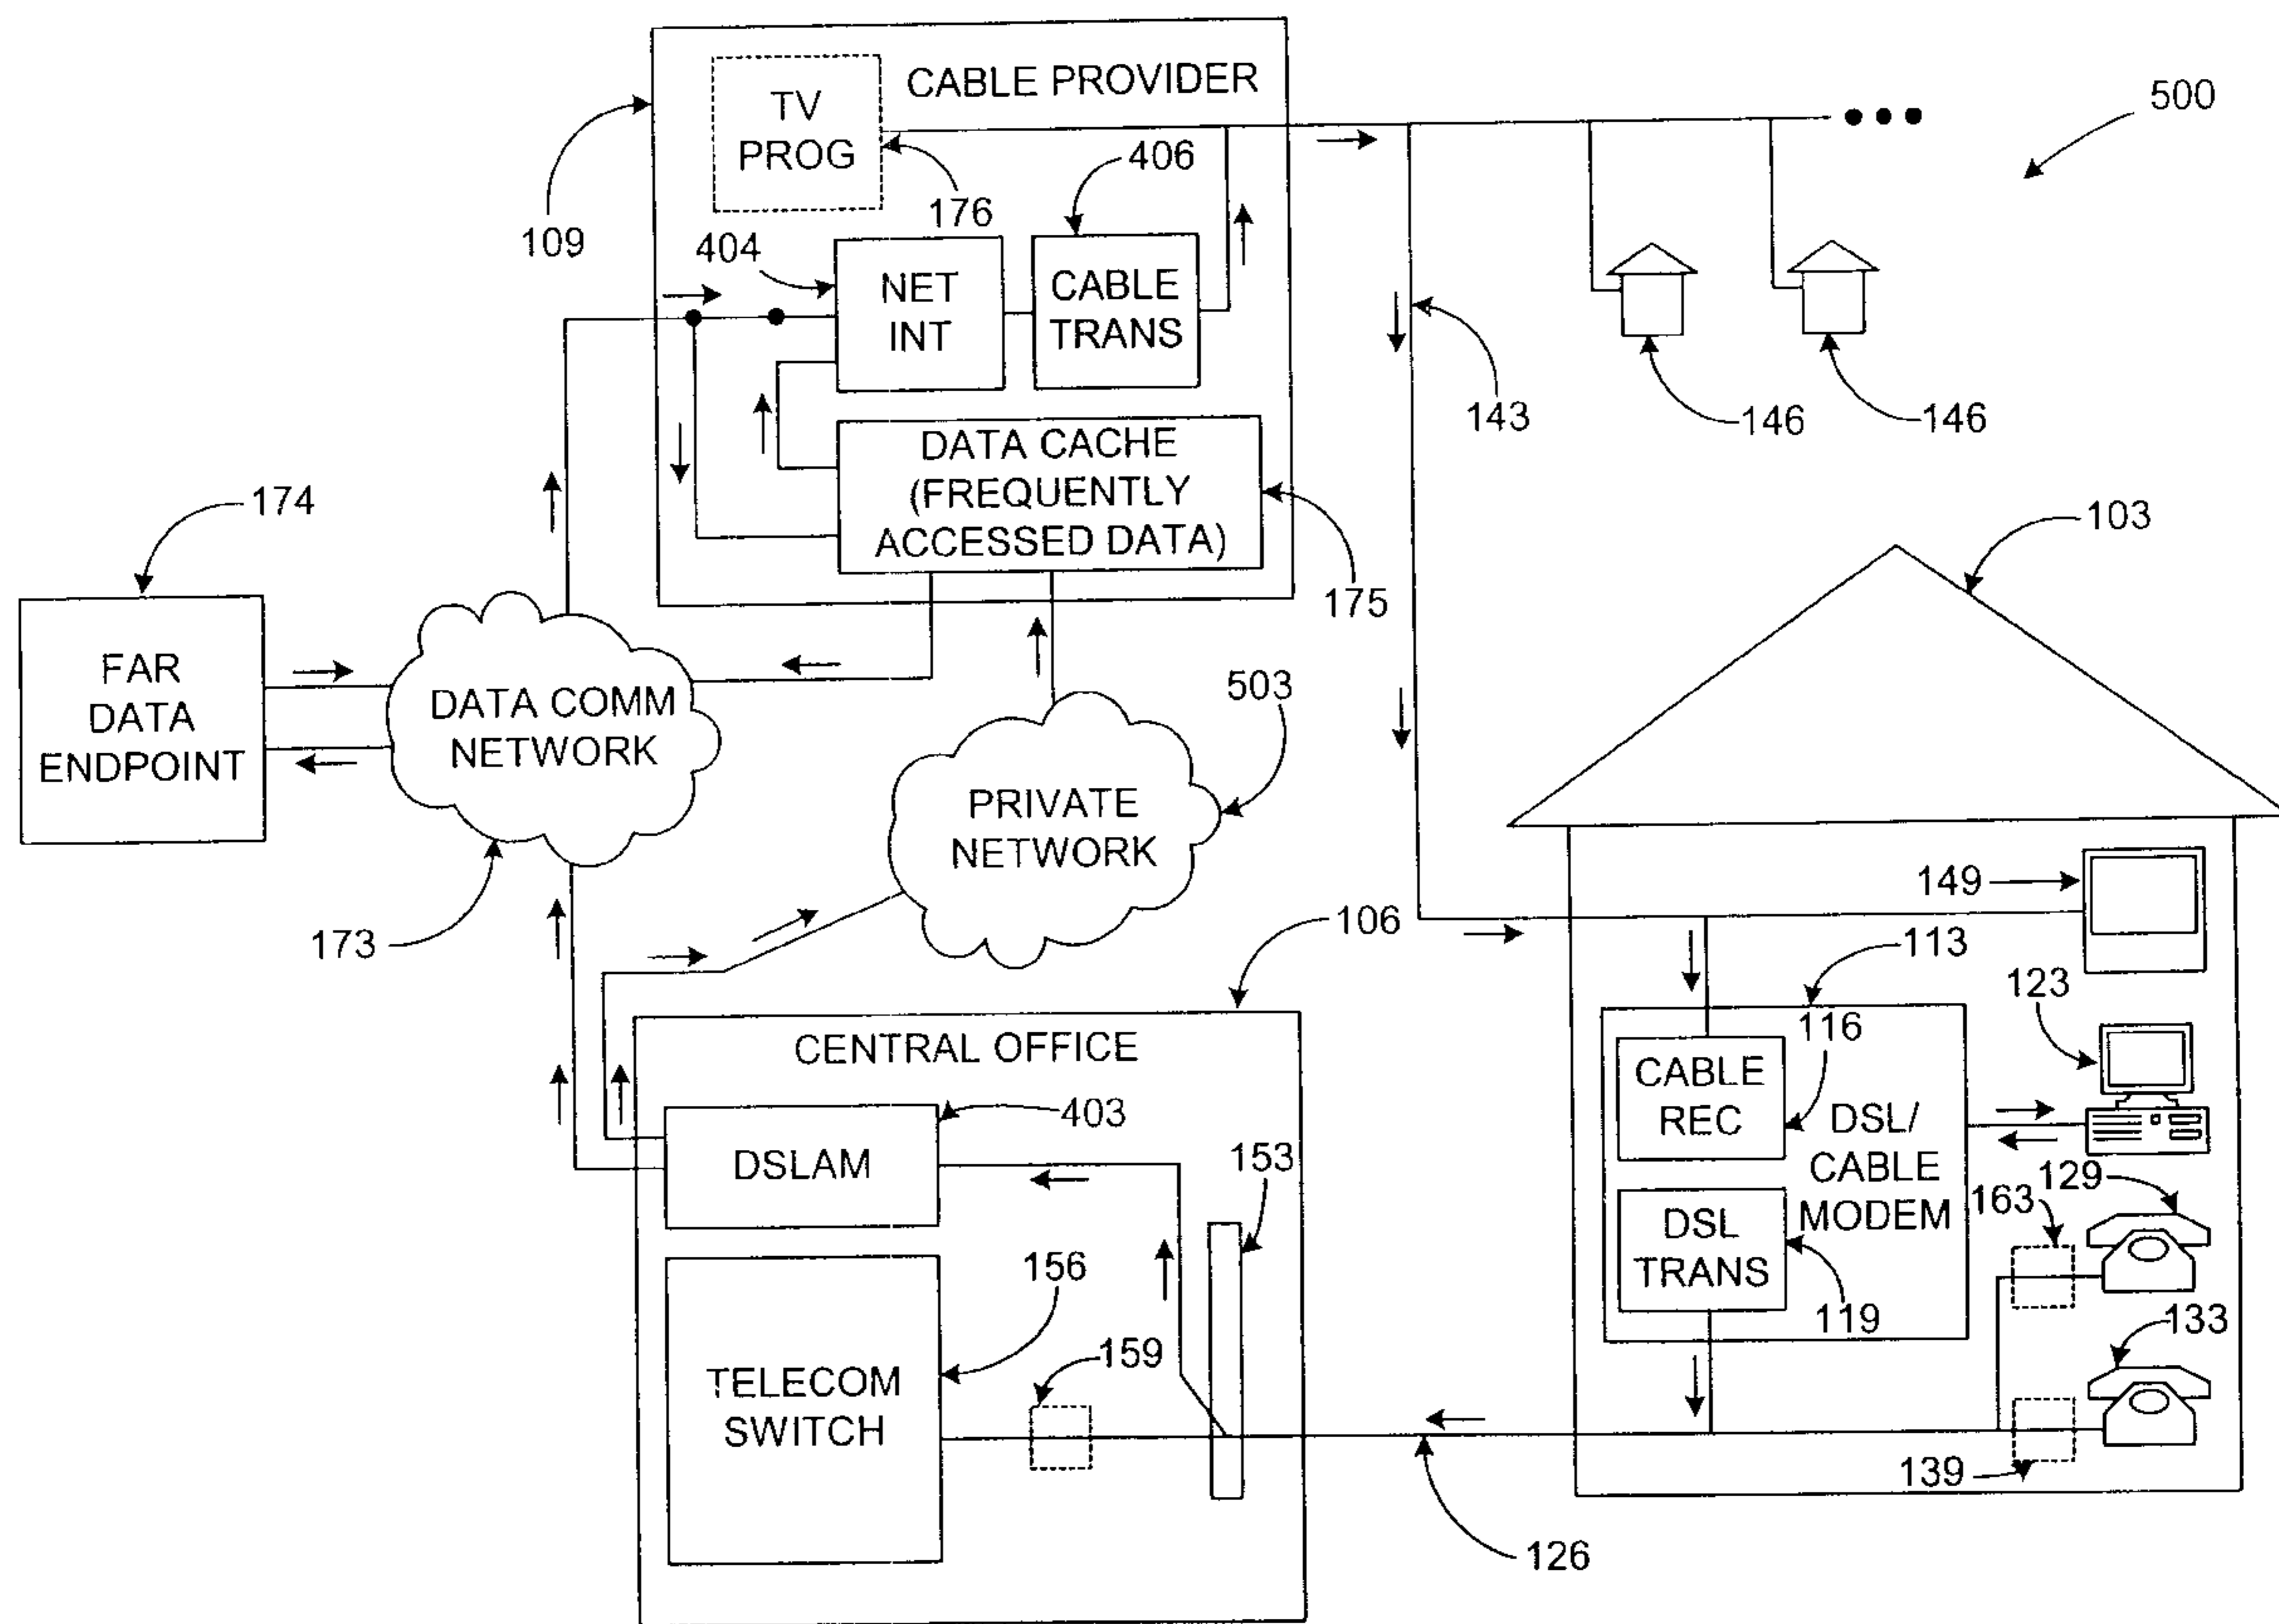 CABLE PROVIDER
TV
PROG
500
406
176
109
404
NET
INT
CABLE
TRANS
143
146
146
DATA CACHE
(FREQUENTLY
ACCESSED DATA)
174
103
175
FAR
DATA
ENDPOINT
DATA COMM
NETWORK
503
PRIVATE
NETWORK
149
173
106
113
123
CENTRAL OFFICE
116
CABLE
REC
DSL/
CABLE
MODEM
403
DSLAM
153
129
163
DSL
TRANS
156
119
133
159
TELECOM
SWITCH
139
126